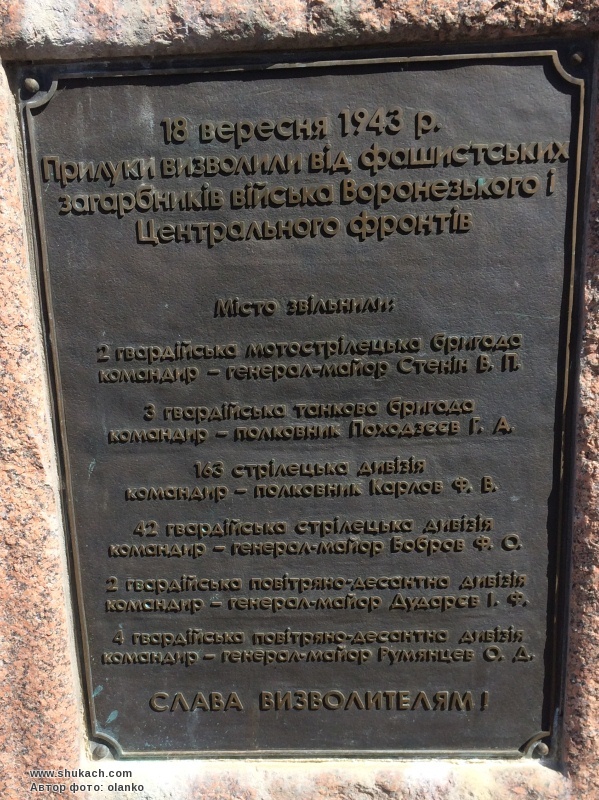 18 вересня 1943 р.
Прилуки визволили від фашистських
загарбників війська Воронезького і
Центрального фронтів
Місто звільнили:
2 гвардійська мотострілецька бригада
командир – генерал-майор Стенін В. П.
3 гвардійська танкова бригада
командир – полковник Походзєєв Г. А.
163 стрілецька дивізія
командир – полковник Карлов Ф. В.
42 гвардійська стрілецька дивізія
командир – генерал-майор Бобров Ф. О.
2 гвардійська повітряно-десантна дивізія
командир – генерал-майор Дударєв І. Ф.
4 гвардійська повітряно-десантна дивізія
командир – генерал-майор Румянцев О. Д.
СЛАВА ВИЗВОЛИТЕЛЯМ!
www.shukach.com
Автор фото: olanko